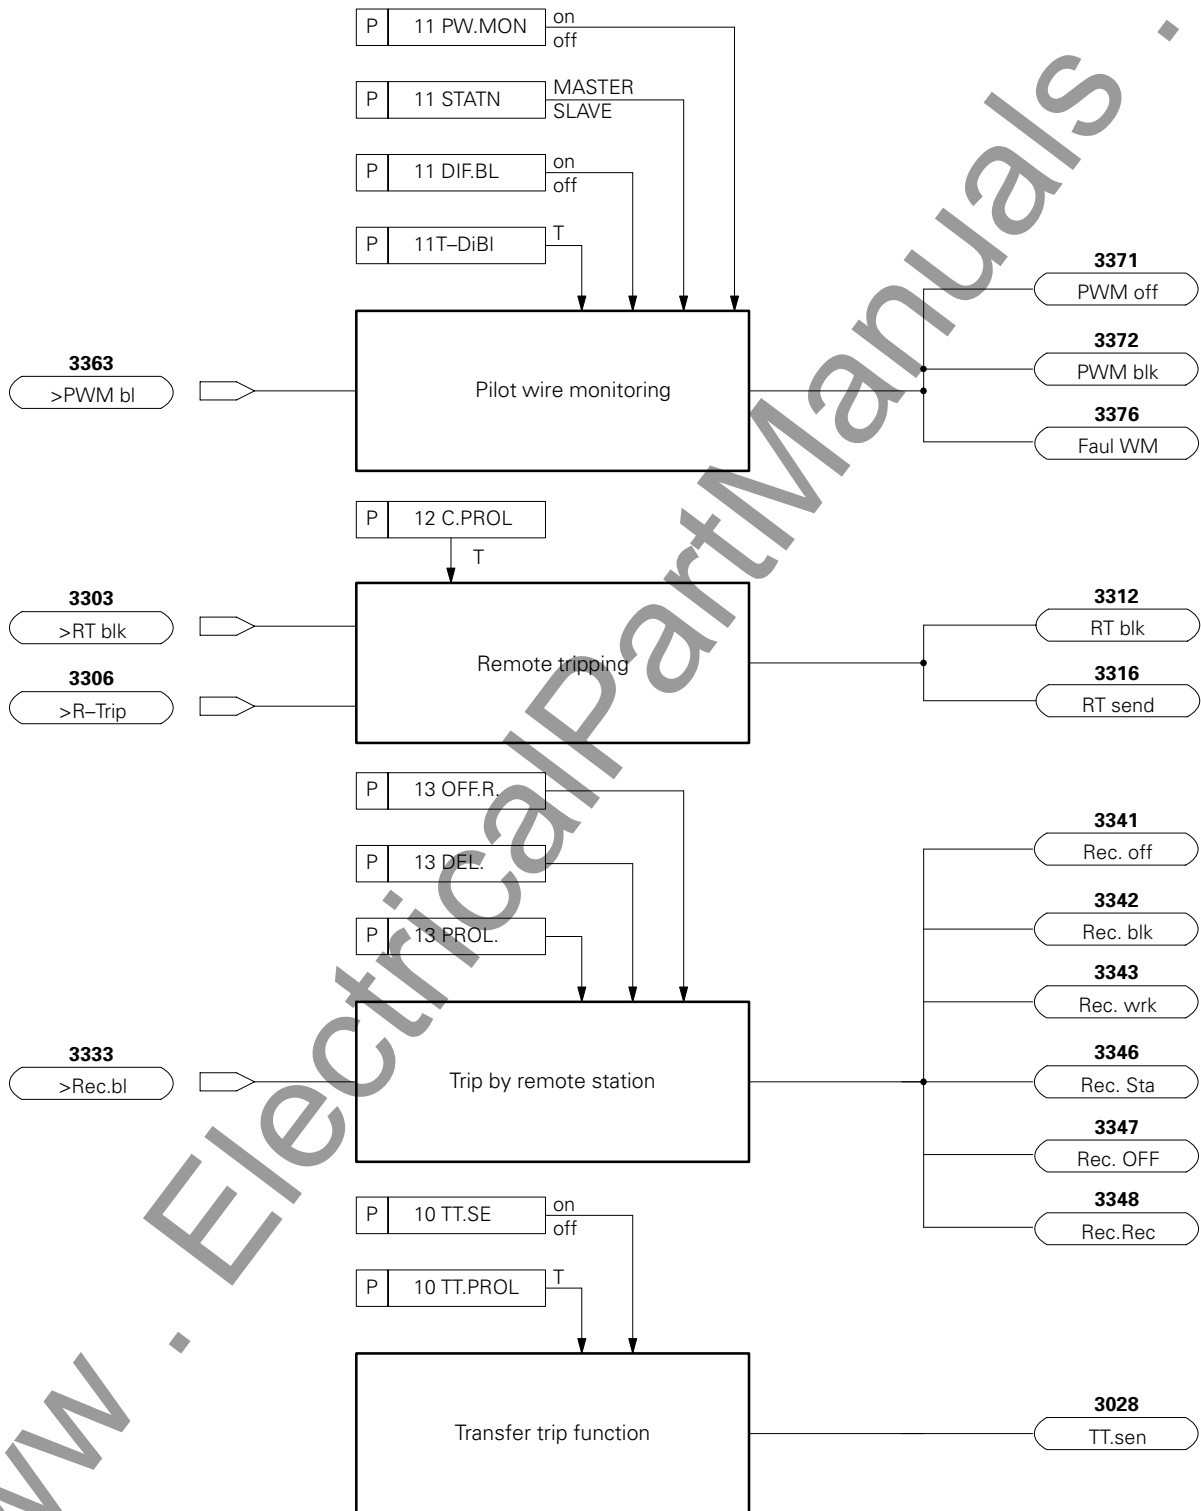 P 11 PW.MON on
off
P 11 STATN MASTER
SLAVE
P 11 DIF.BL on
off
P 11T–DiBl T
3363
>PWM bl
Pilot wire monitoring
3371
PWM off
3372
PWM blk
3376
Faul WM
P 12 C.PROL
T
3303
>RT blk
3306
>R–Trip
Remote tripping
3312
RT blk
3316
RT send
P 13 OFF.R.
P 13 DEL.
P 13 PROL.
3333
>Rec.bl
Trip by remote station
3341
Rec. off
3342
Rec. blk
3343
Rec. wrk
3346
Rec. Sta
3347
Rec. OFF
3348
Rec.Rec
P 10 TT.SE on
off
P 10 TT.PROL T
Transfer trip function
3028
TT.sen
ww . ElectricalPartManuals .